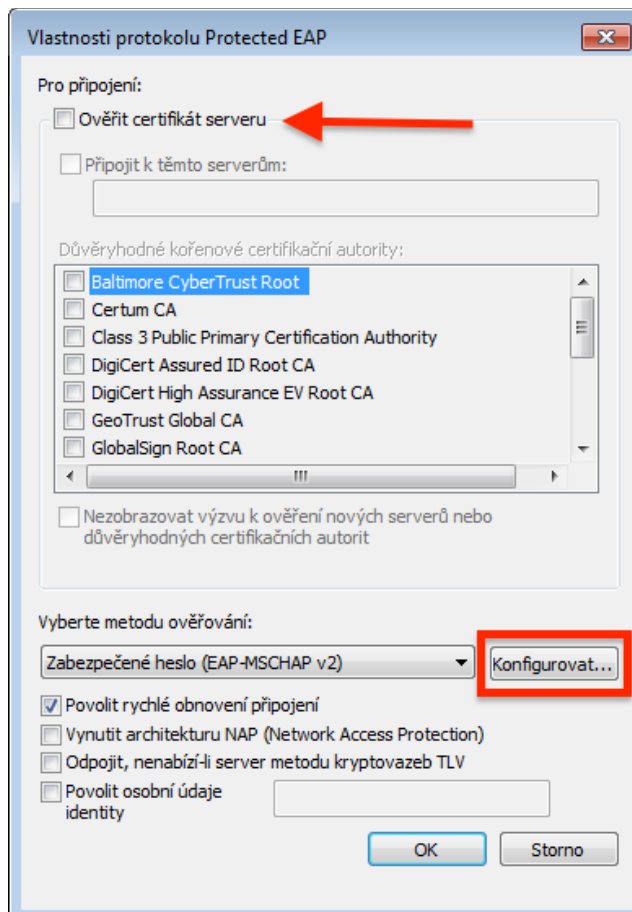 Vlastnosti protokolu Protected EAP
Pro připojení:
Ověřit certifikát serveru
Připojit k těmto serverům:
Důvěryhodné kořenové certifikační autority:
Baltimore CyberTrust Root
Certum CA
Class 3 Public Primary Certification Authority
DigiCert Assured ID Root CA
DigiCert High Assurance EV Root CA
GeoTrust Global CA
GlobalSign Root CA
Nezobrazovat výzvu k ověření nových serverů nebo
důvěryhodných certifikačních autorit
Vyberte metodu ověřování:
Zabezpečené heslo (EAP-MSCHAP v2)
Konfigurovat...
Povolit rychlé obnovení připojení
Vynutit architekturu NAP (Network Access Protection)
Odpojit, nenabízí-li server metodu kryptovazeb TLV
Povolit osobní údaje
identity
OK
Storno